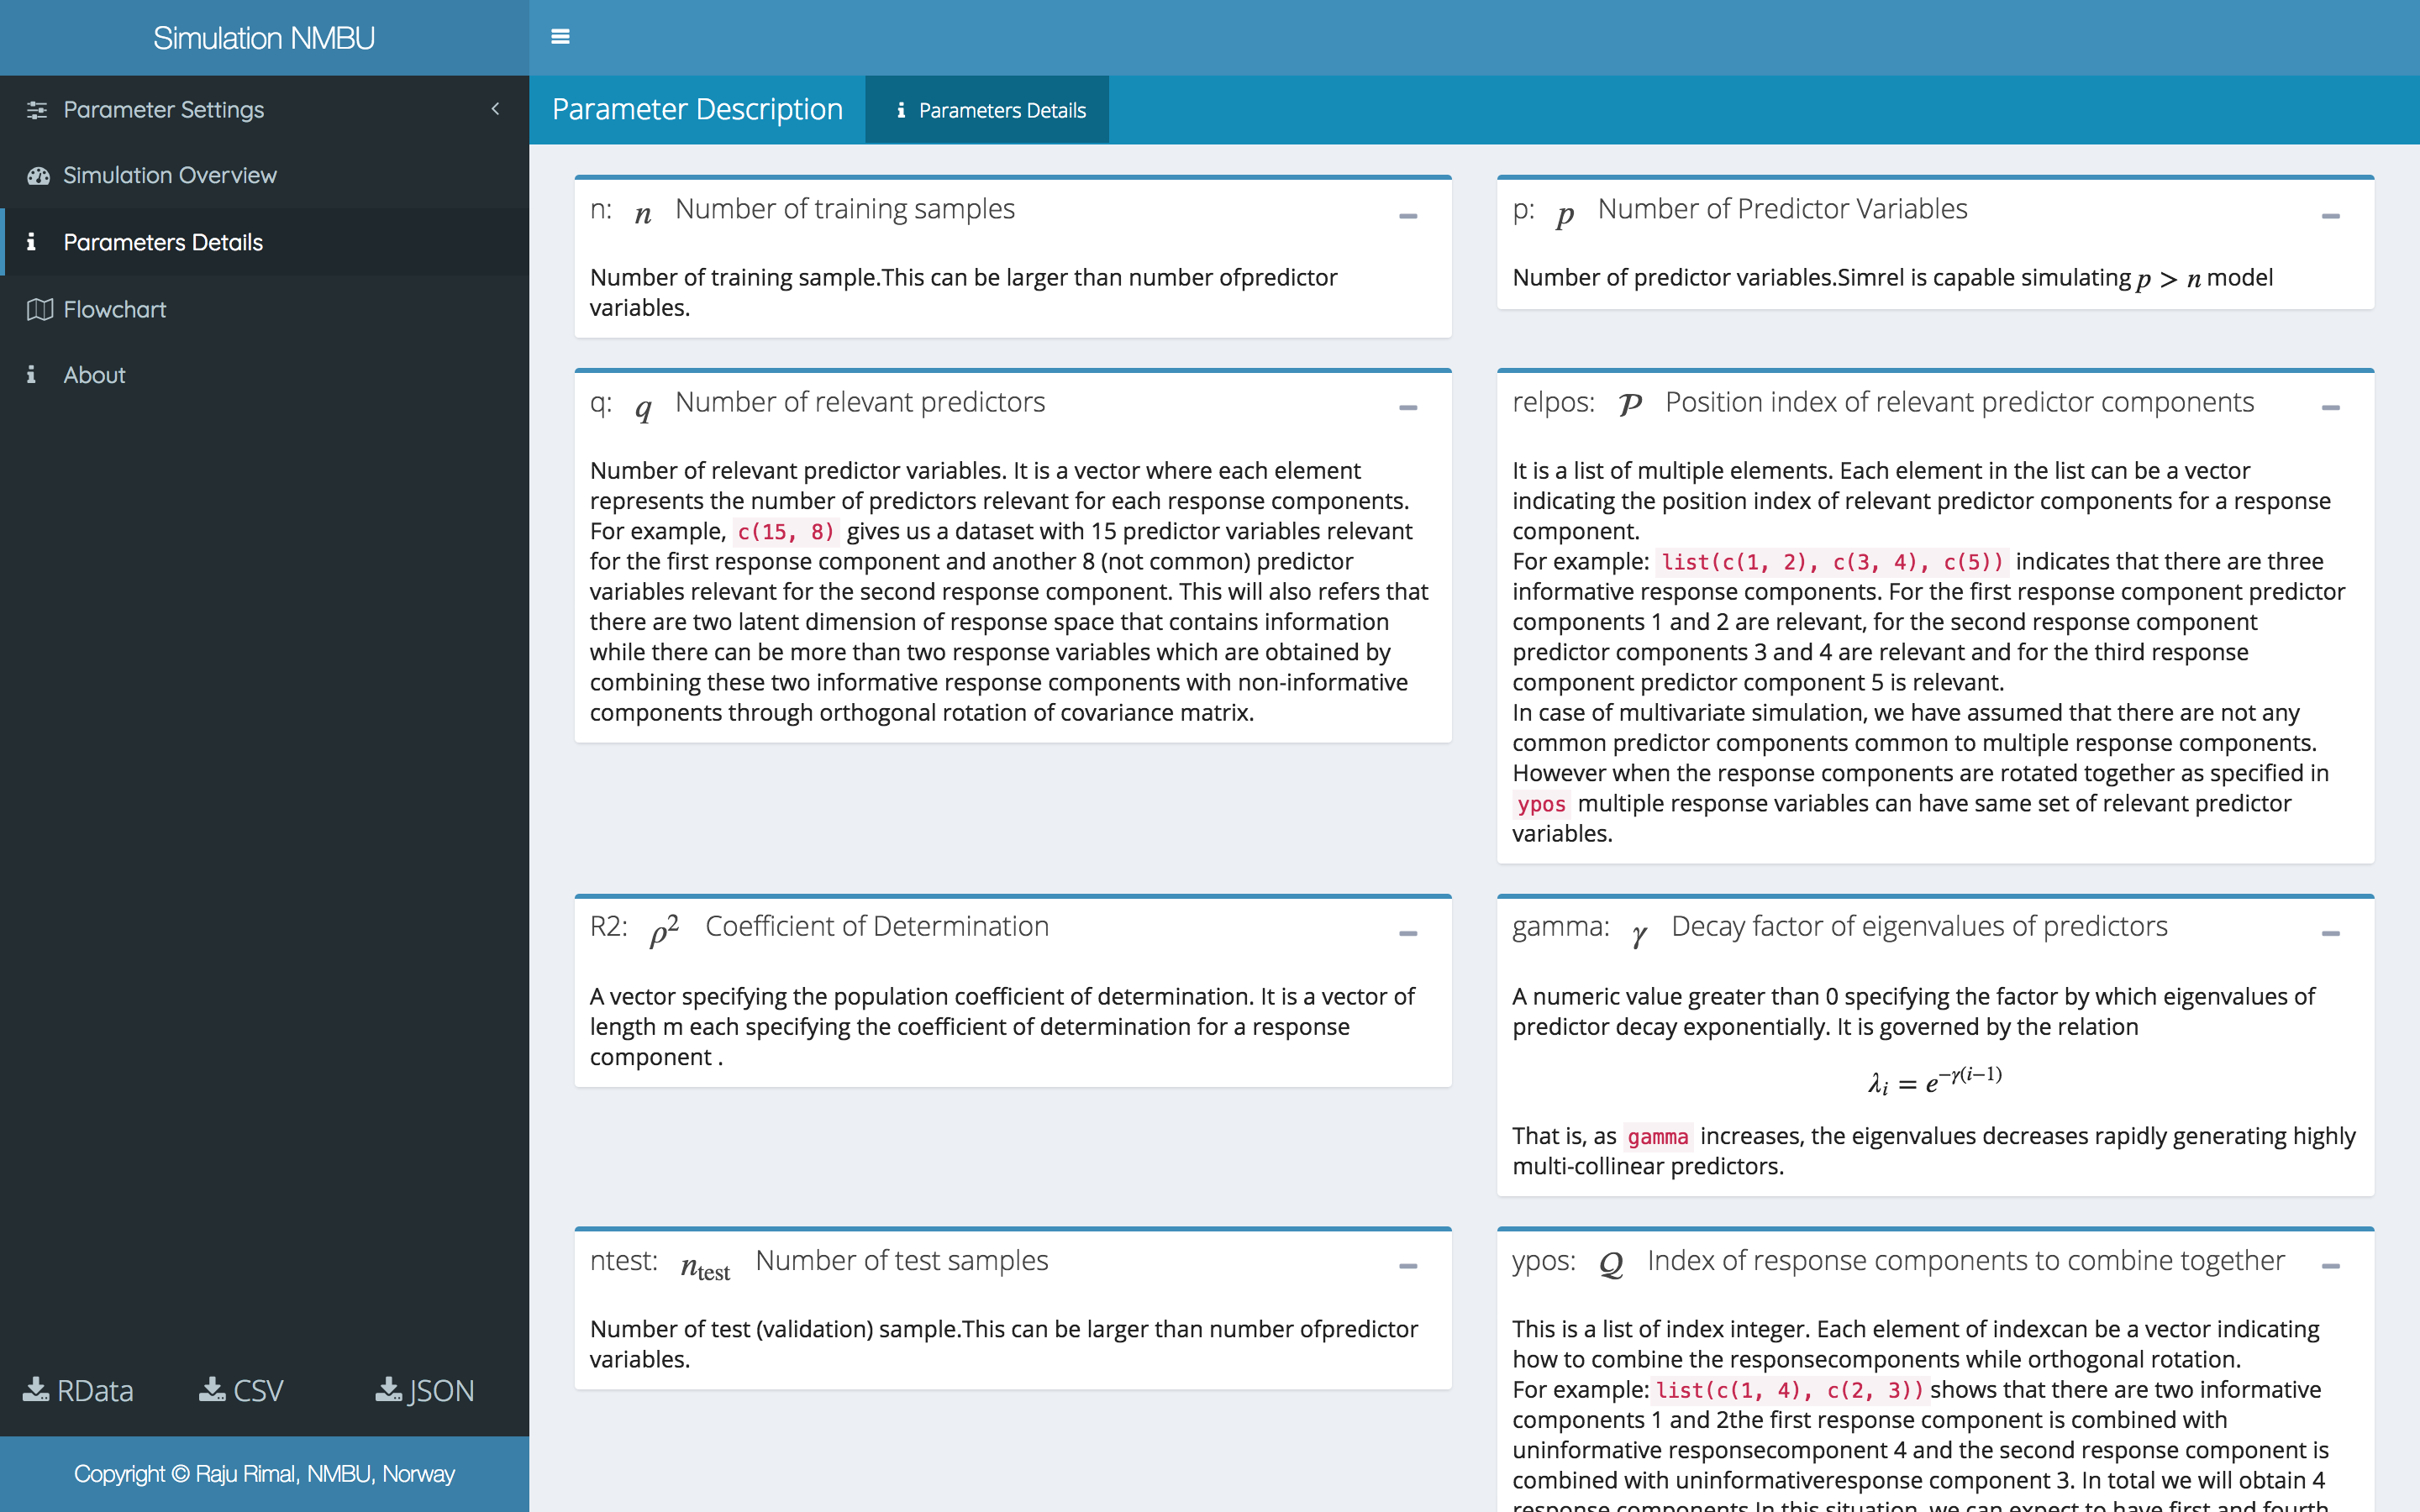 Simulation NMBU
Parameter Settings
Simulation Overview
Parameters Details
Flowchart
About
RData CSV JSON
Copyright © Raju Rimal, NMBU, Norway
Parameter Description Parameters Details
n: n Number of training samples
Number of training sample.This can be larger than number ofpredictor
variables.
p: p Number of Predictor Variables
Number of predictor variables.Simrel is capable simulating p > n model
q: q Number of relevant predictors
Number of relevant predictor variables. It is a vector where each element
represents the number of predictors relevant for each response components.
For example, c(15, 8) gives us a dataset with 15 predictor variables relevant
for the first response component and another 8 (not common) predictor
variables relevant for the second response component. This will also refers that
there are two latent dimension of response space that contains information
while there can be more than two response variables which are obtained by
combining these two informative response components with non-informative
components through orthogonal rotation of covariance matrix.
relpos: 𝒫 Position index of relevant predictor components
It is a list of multiple elements. Each element in the list can be a vector
indicating the position index of relevant predictor components for a response
component.
For example: list(c(1, 2), c(3, 4), c(5)) indicates that there are three
informative response components. For the first response component predictor
components 1 and 2 are relevant, for the second response component
predictor components 3 and 4 are relevant and for the third response
component predictor component 5 is relevant.
In case of multivariate simulation, we have assumed that there are not any
common predictor components common to multiple response components.
However when the response components are rotated together as specified in
ypos multiple response variables can have same set of relevant predictor
variables.
R2: ρ² Coefficient of Determination
A vector specifying the population coefficient of determination. It is a vector of
length m each specifying the coefficient of determination for a response
component .
gamma: γ Decay factor of eigenvalues of predictors
A numeric value greater than 0 specifying the factor by which eigenvalues of
predictor decay exponentially. It is governed by the relation
λᵢ = e^−γ(i−1)
That is, as gamma increases, the eigenvalues decreases rapidly generating highly
multi-collinear predictors.
ntest: n_test Number of test samples
Number of test (validation) sample.This can be larger than number ofpredictor
variables.
ypos: 𝒬 Index of response components to combine together
This is a list of index integer. Each element of indexcan be a vector indicating
how to combine the responsecomponents while orthogonal rotation.
For example: list(c(1, 4), c(2, 3)) shows that there are two informative
components 1 and 2the first response component is combined with
uninformative responsecomponent 4 and the second response component is
combined with uninformativeresponse component 3. In total we will obtain 4
response components.In this situation, we can expect to have first and fourth